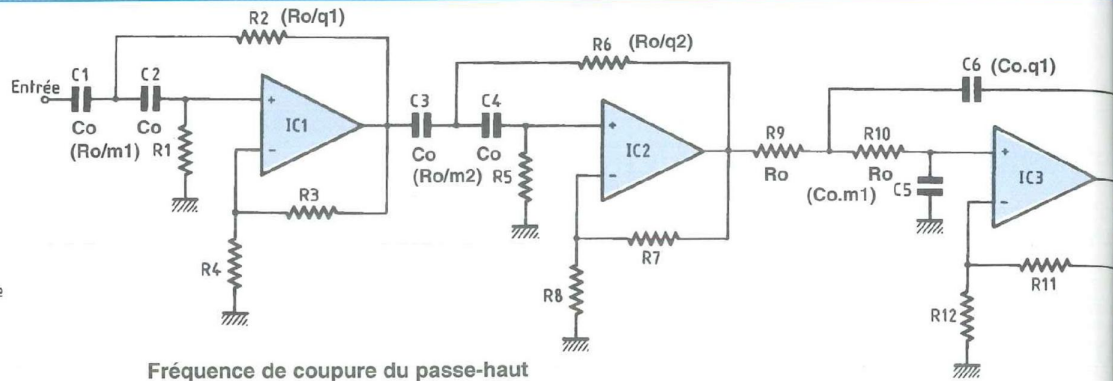 R2 (Ro/q1)
R6 (Ro/q2)
C6 (Co.q1)
Entrée
C1
C2
+
IC1
-
Co
Co
(Ro/m1)
R1
R3
R4
C3
C4
+
IC2
-
Co
Co
(Ro/m2)
R5
R7
R8
R9
R10
Ro
Ro
(Co.m1)
C5
+
IC3
-
R11
R12
e
Fréquence de coupure du passe-haut